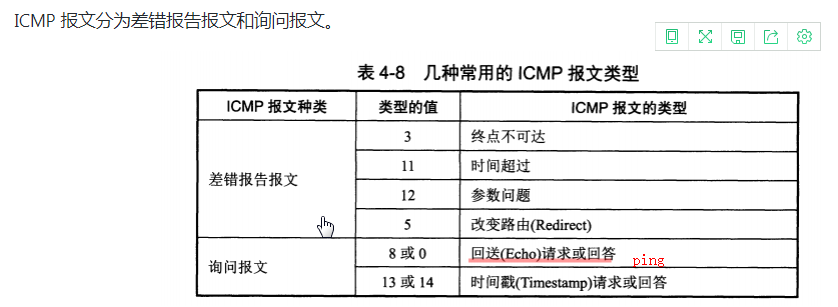 ICMP 报文分为差错报告报文和询问报文。
表 4-8 几种常用的 ICMP 报文类型
ICMP 报文种类 类型的值 ICMP 报文的类型
差错报告报文 3 终点不可达
11 时间超过
12 参数问题
5 改变路由(Redirect)
询问报文 8 或 0 回送(Echo)请求或回答 ping
13 或 14 时间戳(Timestamp)请求或回答